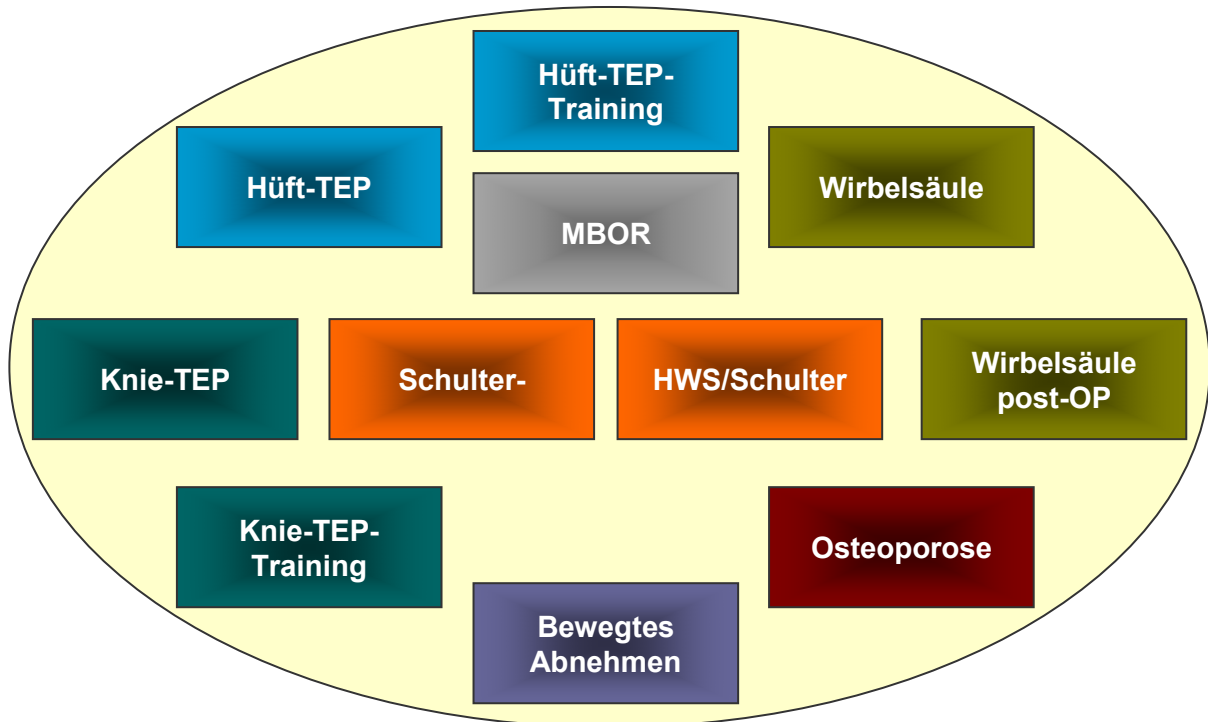 Hüft-TEP-
Training
Hüft-TEP
Wirbelsäule
MBOR
Knie-TEP
Schulter-
HWS/Schulter
Wirbelsäule
post-OP
Knie-TEP-
Training
Osteoporose
Bewegtes
Abnehmen